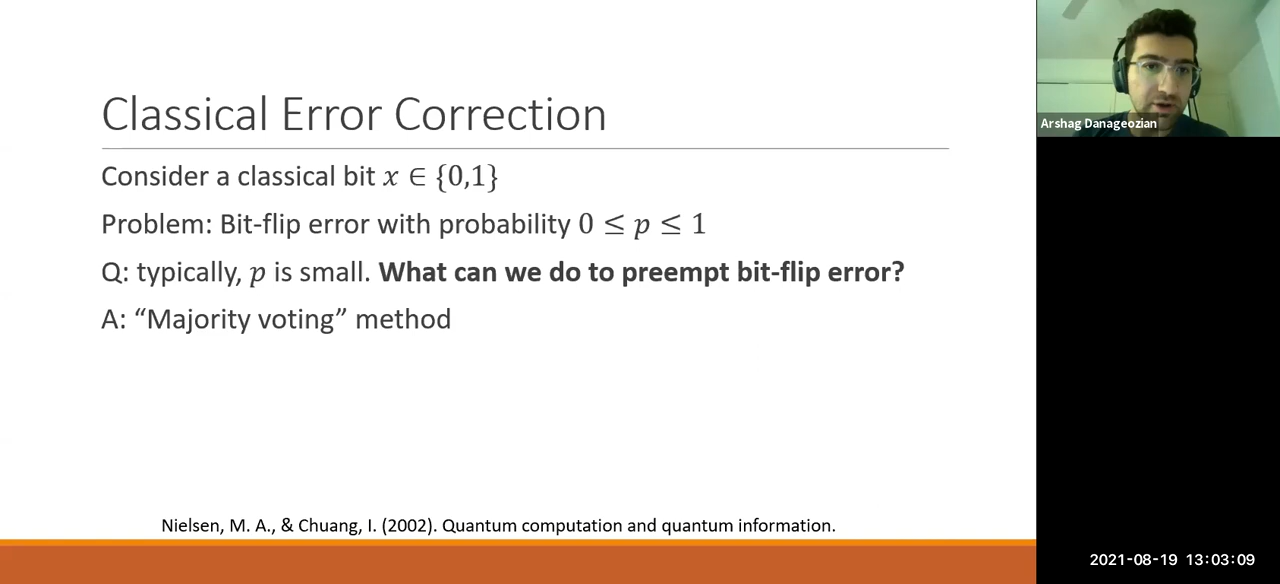 Classical Error Correction
Consider a classical bit x ∈ {0,1}
Problem: Bit-flip error with probability 0 ≤ p ≤ 1
Q: typically, p is small. What can we do to preempt bit-flip error?
A: “Majority voting” method
Nielsen, M. A., & Chuang, I. (2002). Quantum computation and quantum information.
Arshag Danageozian
2021-08-19 13:03:09